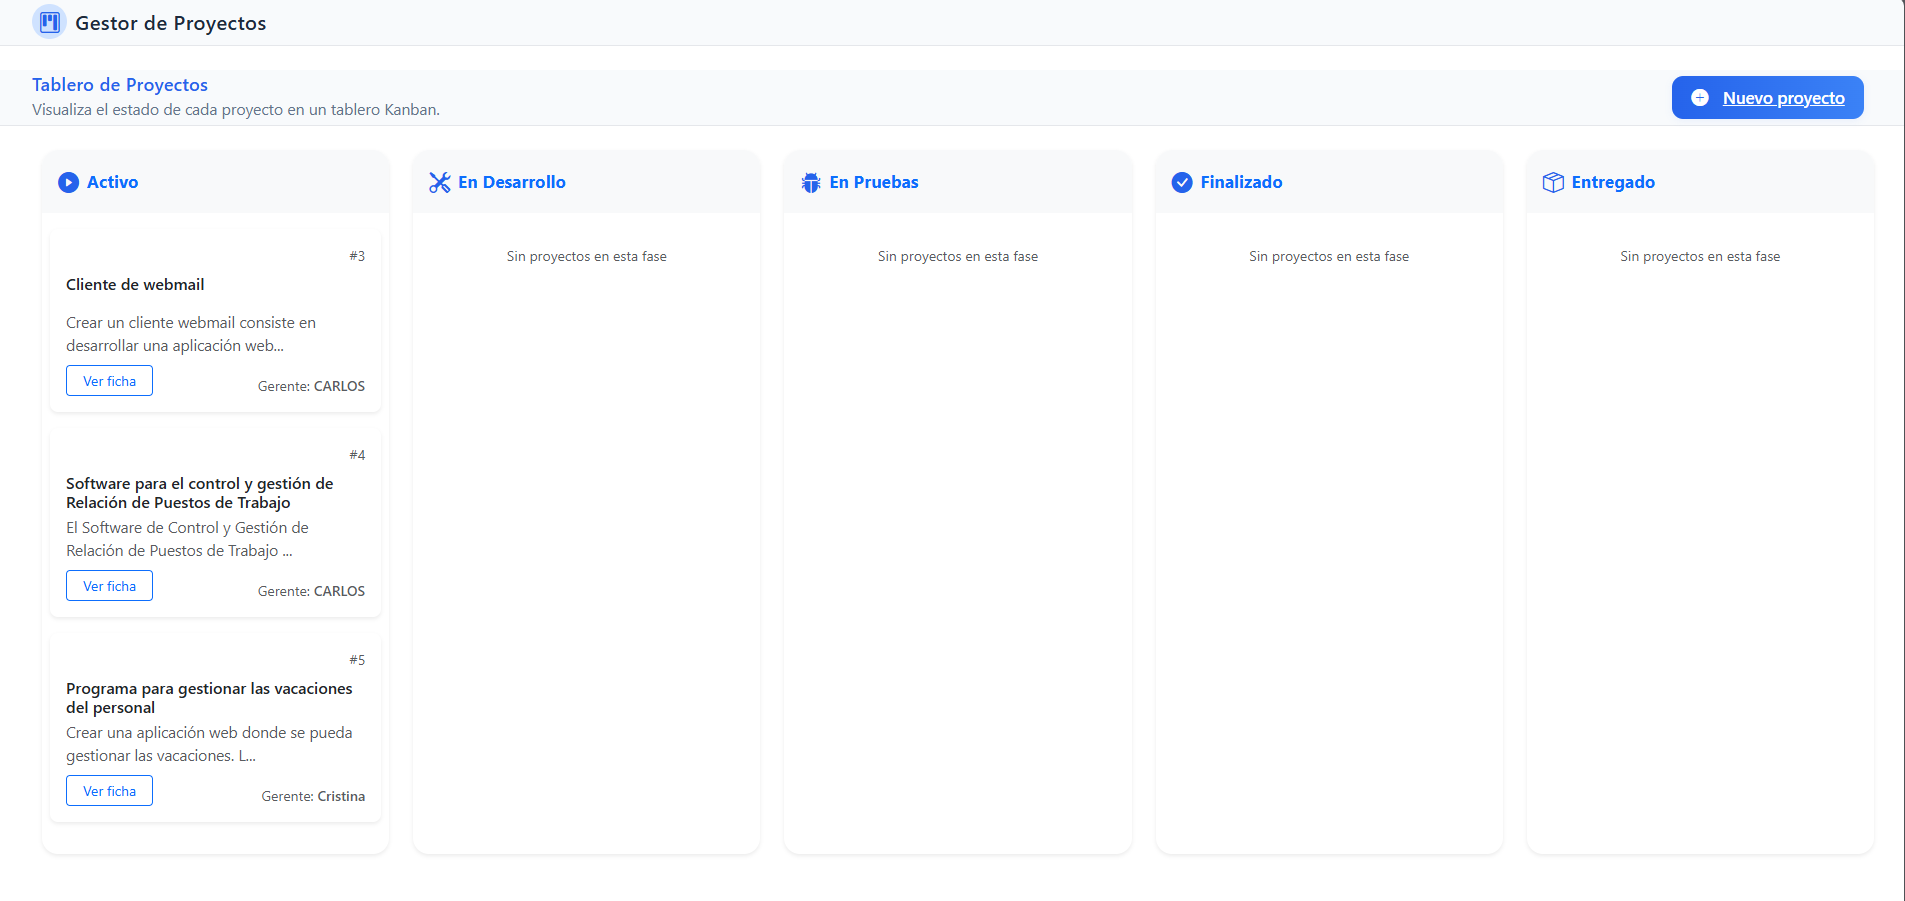 Gestor de Proyectos
Tablero de Proyectos
Visualiza el estado de cada proyecto en un tablero Kanban.
Nuevo proyecto
Activo
#3
Cliente de webmail
Crear un cliente webmail consiste en
desarrollar una aplicación web...
Ver ficha
Gerente: CARLOS
#4
Software para el control y gestión de
Relación de Puestos de Trabajo
El Software de Control y Gestión de
Relación de Puestos de Trabajo ...
Ver ficha
Gerente: CARLOS
#5
Programa para gestionar las vacaciones
del personal
Crear una aplicación web donde se pueda
gestionar las vacaciones. L...
Ver ficha
Gerente: Cristina
En Desarrollo
Sin proyectos en esta fase
En Pruebas
Sin proyectos en esta fase
Finalizado
Sin proyectos en esta fase
Entregado
Sin proyectos en esta fase